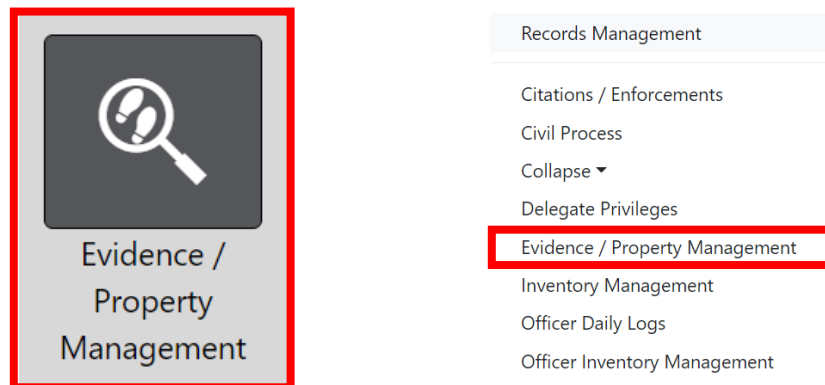 Evidence /
Property
Management
Records Management
Citations / Enforcements
Civil Process
Collapse
Delegate Privileges
Evidence / Property Management
Inventory Management
Officer Daily Logs
Officer Inventory Management